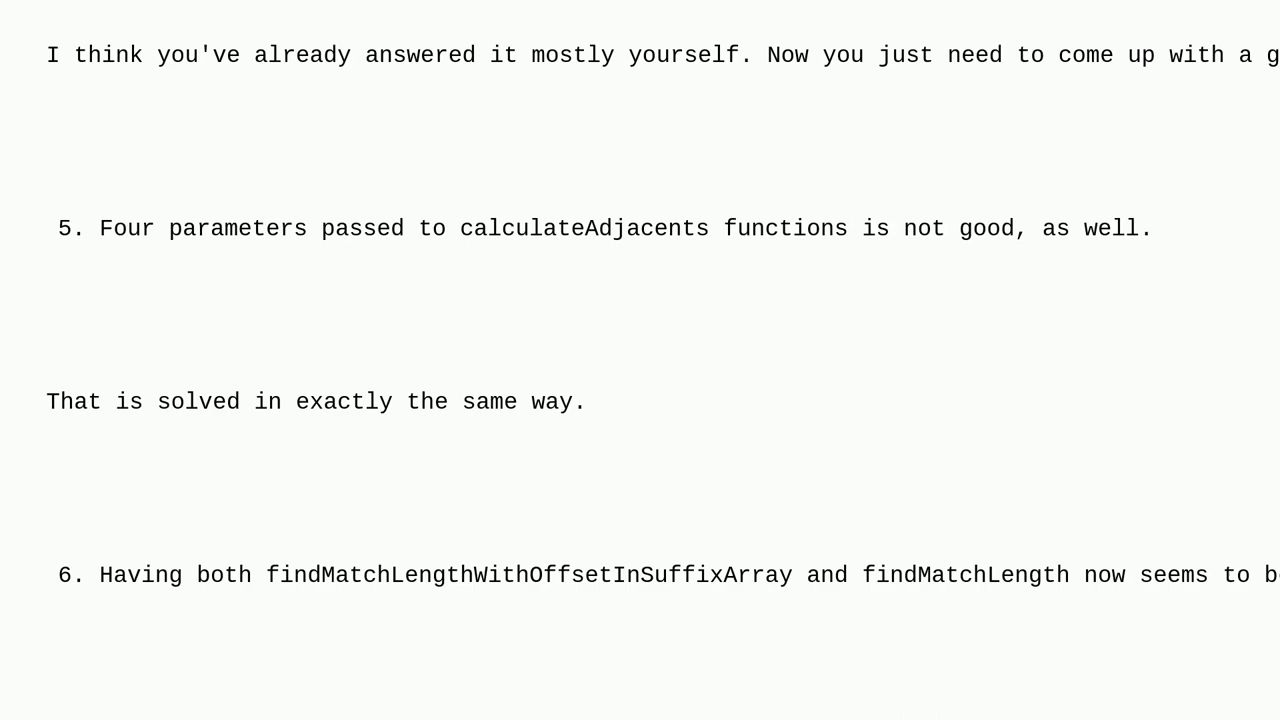 I think you've already answered it mostly yourself. Now you just need to come up with a
5. Four parameters passed to calculateAdjacents functions is not good, as well.
That is solved in exactly the same way.
6. Having both findMatchLengthWithOffsetInSuffixArray and findMatchLength now seems to